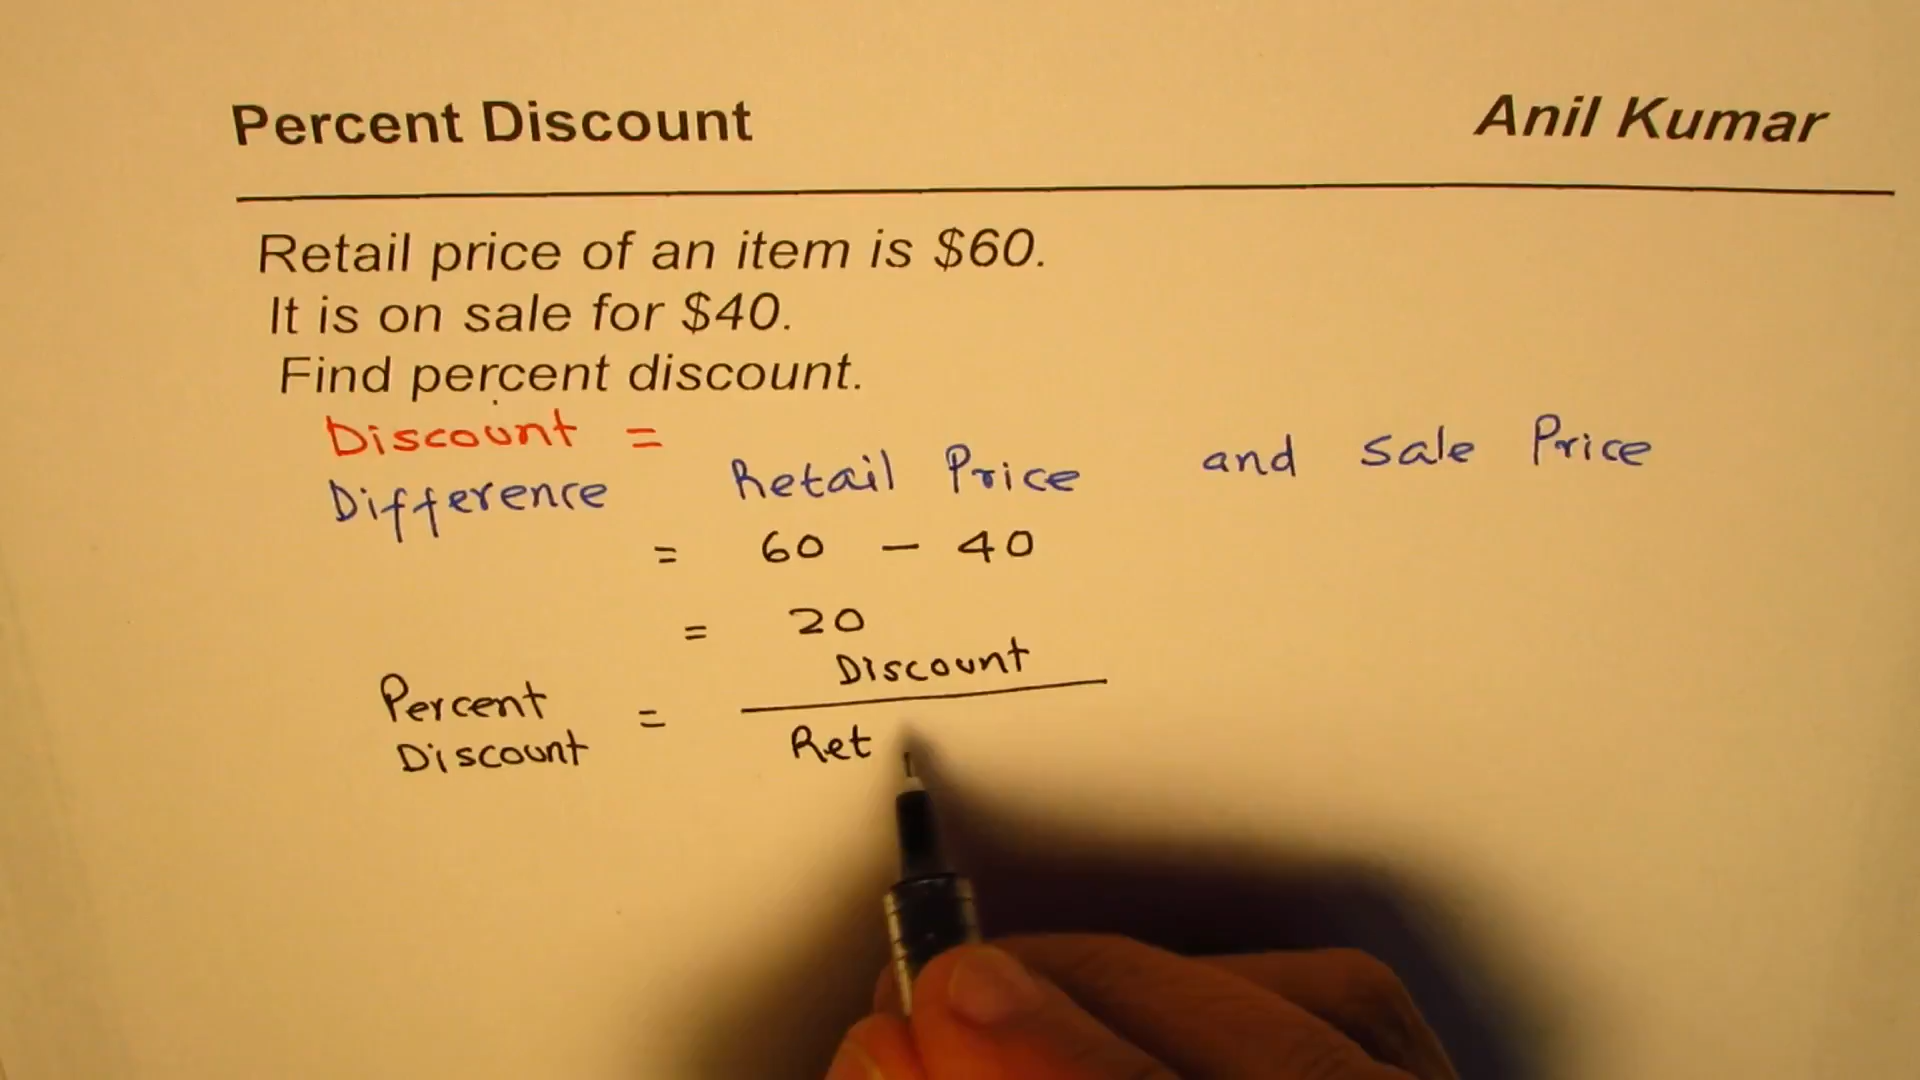 Percent Discount Anil Kumar
Retail price of an item is $60.
It is on sale for $40.
Find percent discount.
Discount =
Difference Retail Price and Sale Price
= 60 - 40
= 20
Discount
Percent
Discount =
Ret